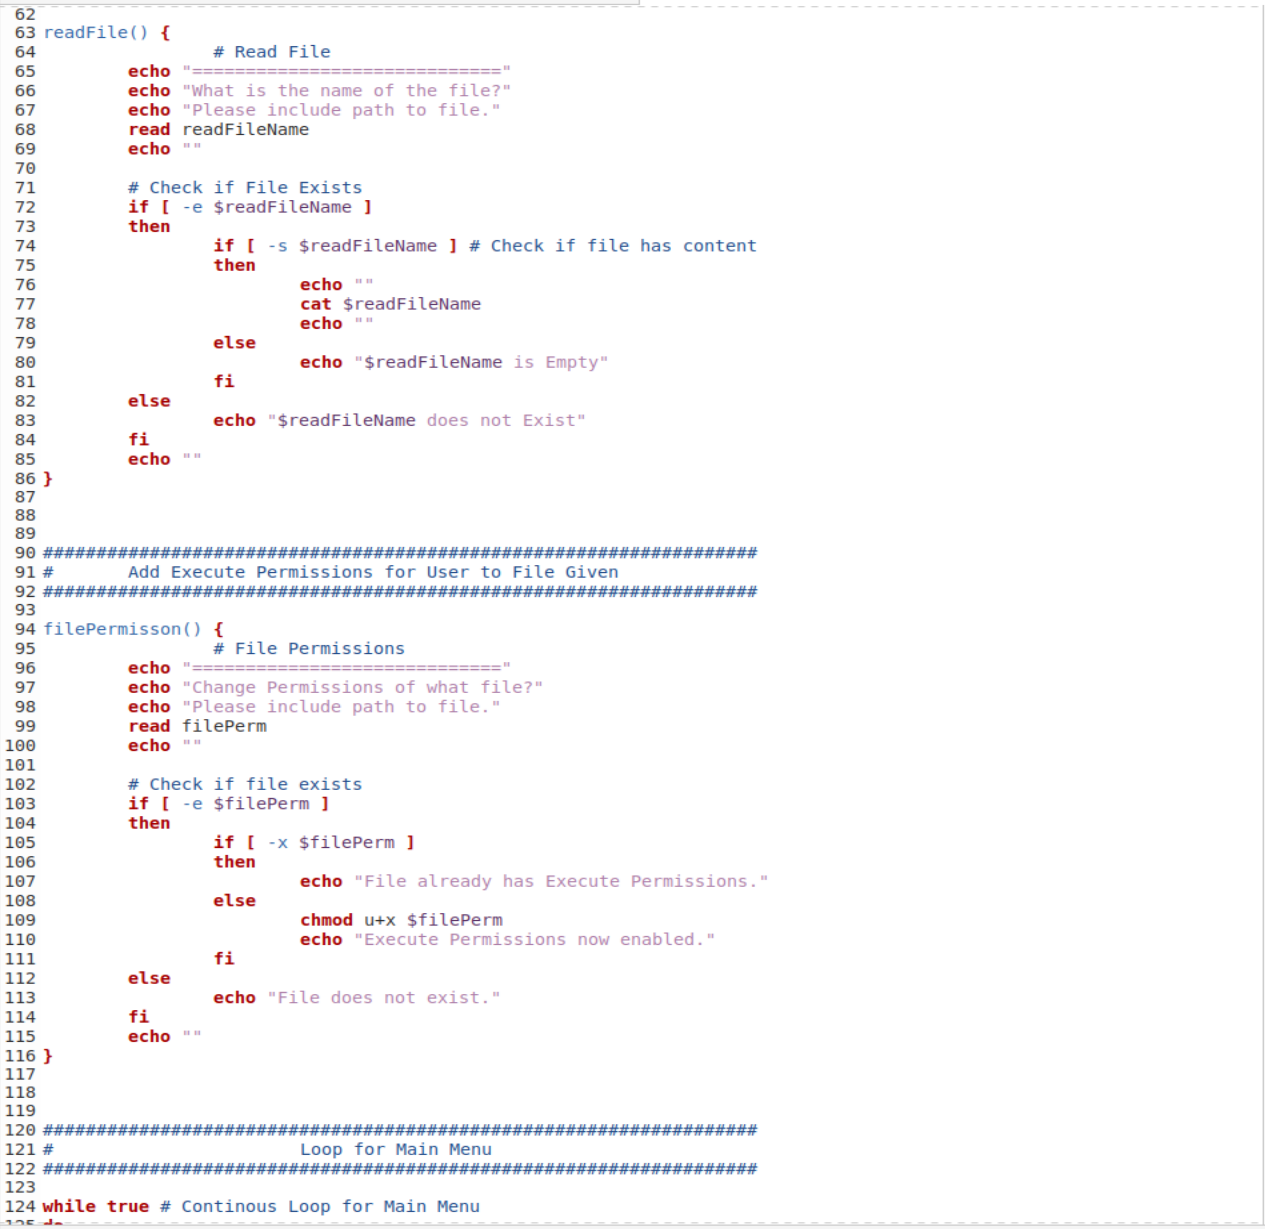 62
63 readFile() {
64 # Read File
65 echo "============================="
66 echo "What is the name of the file?"
67 echo "Please include path to file."
68 read readFileName
69 echo ""
70
71 # Check if File Exists
72 if [ -e $readFileName ]
73 then
74 if [ -s $readFileName ] # Check if file has content
75 then
76 echo ""
77 cat $readFileName
78 echo ""
79 else
80 echo "$readFileName is Empty"
81 fi
82 else
83 echo "$readFileName does not Exist"
84 fi
85 echo ""
86 }
87
88
89
90 ###################################################################
91 # Add Execute Permissions for User to File Given
92 ###################################################################
93
94 filePermisson() {
95 # File Permissions
96 echo "============================="
97 echo "Change Permissions of what file?"
98 echo "Please include path to file."
99 read filePerm
100 echo ""
101
102 # Check if file exists
103 if [ -e $filePerm ]
104 then
105 if [ -x $filePerm ]
106 then
107 echo "File already has Execute Permissions."
108 else
109 chmod u+x $filePerm
110 echo "Execute Permissions now enabled."
111 fi
112 else
113 echo "File does not exist."
114 fi
115 echo ""
116 }
117
118
119
120 ###################################################################
121 # Loop for Main Menu
122 ###################################################################
123
124 while true # Continous Loop for Main Menu